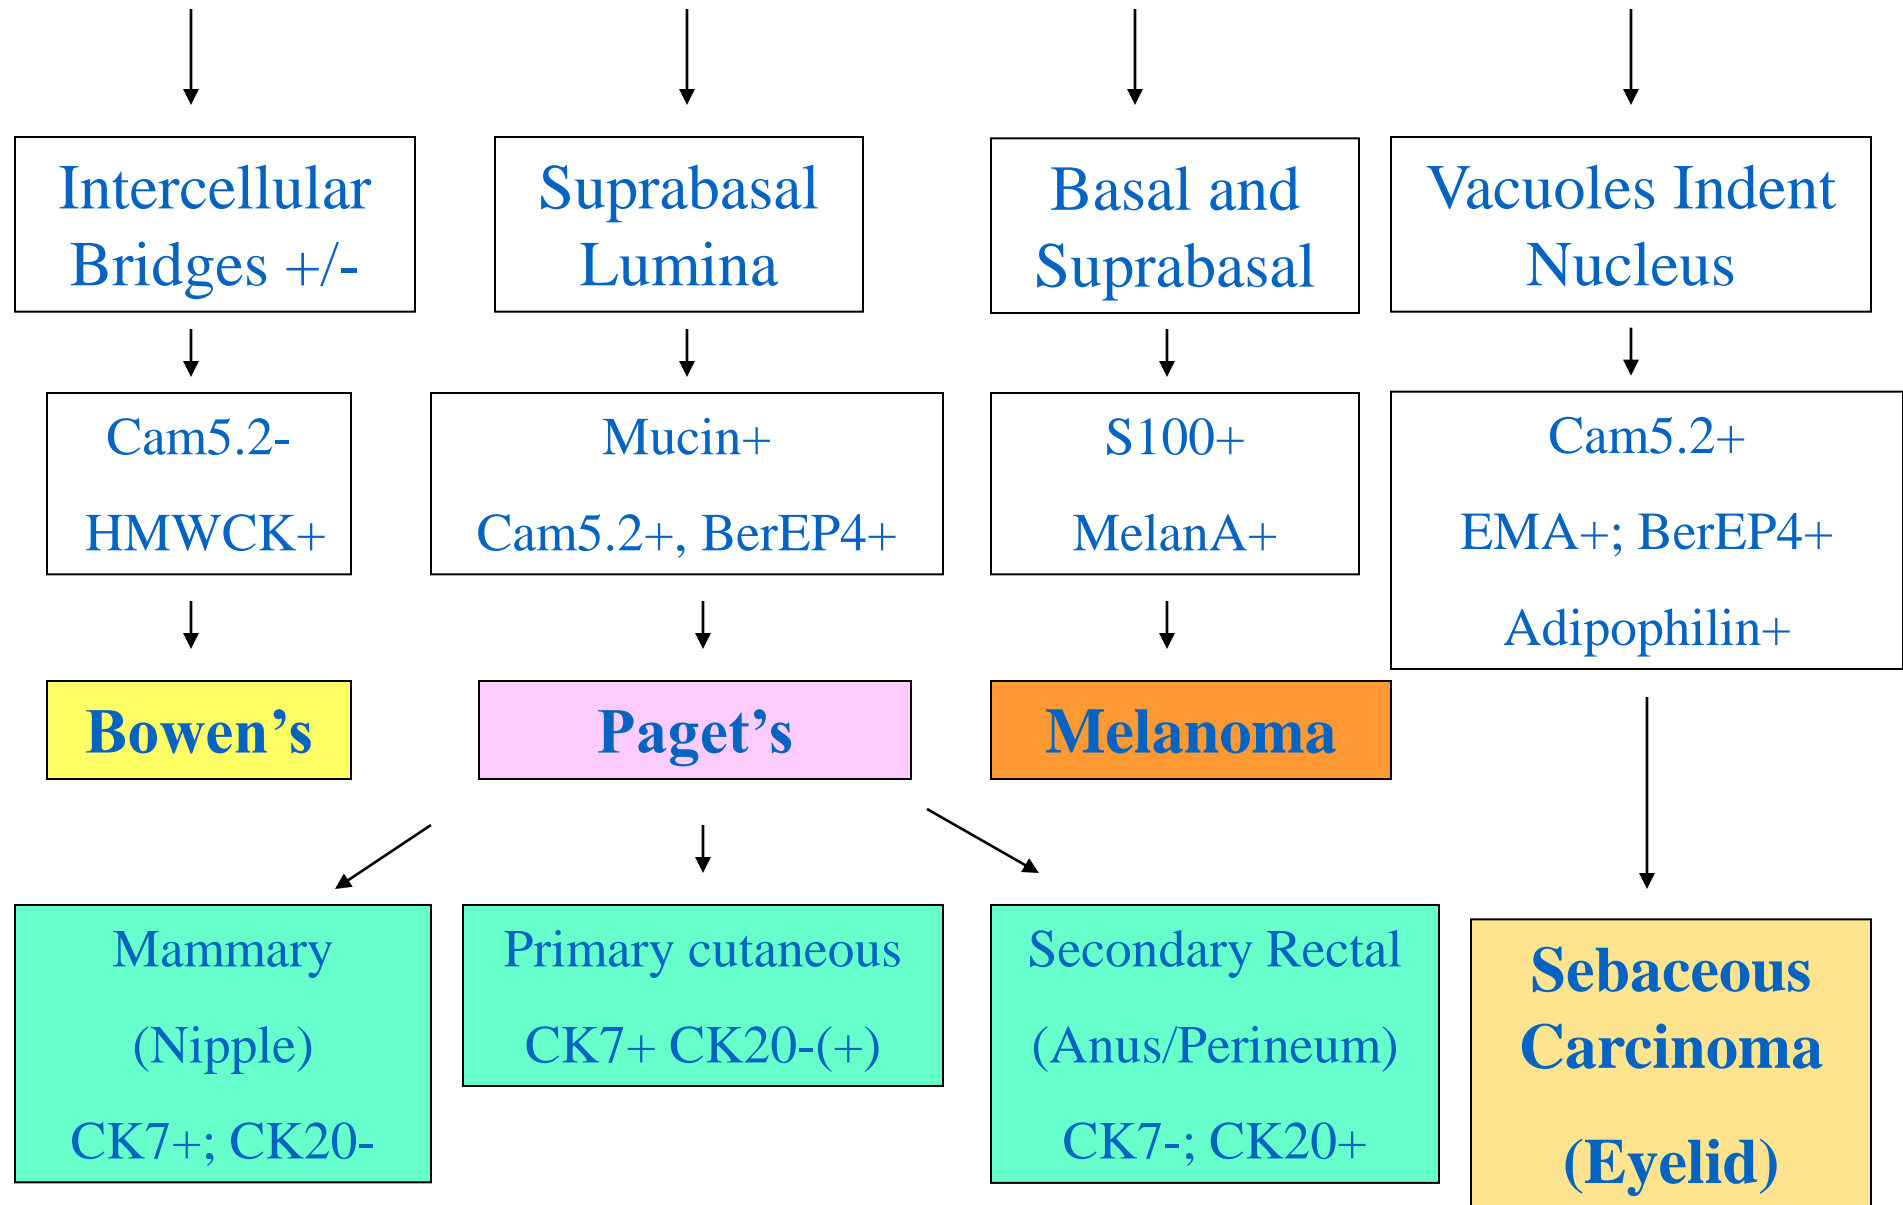 Intercellular
Bridges +/-
Suprabasal
Lumina
Basal and
Suprabasal
Vacuoles Indent
Nucleus
Cam5.2-
HMWCK+
Mucin+
Cam5.2+, BerEP4+
S100+
MelanA+
Cam5.2+
EMA+; BerEP4+
Adipophilin+
Bowen’s
Paget’s
Melanoma
Mammary
(Nipple)
CK7+; CK20-
Primary cutaneous
CK7+ CK20-(+)
Secondary Rectal
(Anus/Perineum)
CK7-; CK20+
Sebaceous
Carcinoma
(Eyelid)